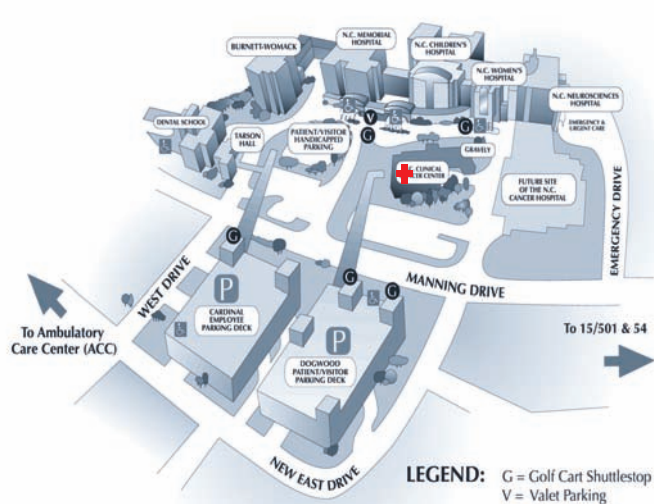 BURNETT-WOMACK
N.C. MEMORIAL
HOSPITAL
N.C. CHILDREN'S
HOSPITAL
N.C. WOMEN'S
HOSPITAL
N.C. NEUROSCIENCES
HOSPITAL
EMERGENCY &
URGENT CARE
DENTAL SCHOOL
TARSON
HALL
PATIENT/VISITOR
HANDICAPPED
PARKING
V
G
G
GRAVELY
CLINICAL
CENTER
FUTURE SITE
OF THE N.C.
CANCER HOSPITAL
EMERGENCY DRIVE
G
G
G
WEST DRIVE
MANNING DRIVE
P
CARDINAL
EMPLOYEE
PARKING DECK
P
DOGWOOD
PATIENT/VISITOR
PARKING DECK
To Ambulatory
Care Center (ACC)
To 15/501 & 54
NEW EAST DRIVE
LEGEND:
G = Golf Cart Shuttlestop
V = Valet Parking